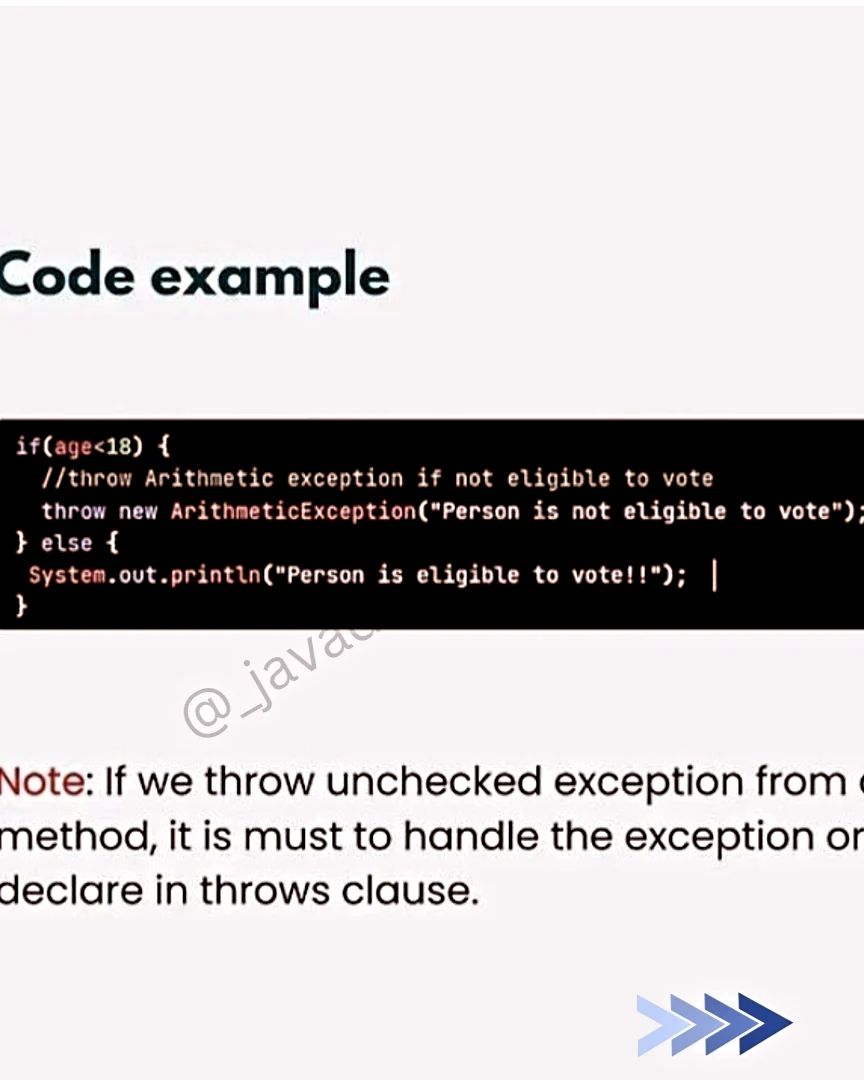 Code example
if(age<18) {
//throw Arithmetic exception if not eligible to vote
throw new ArithmeticException("Person is not eligible to vote");
} else {
System.out.println("Person is eligible to vote!!");
}
@_java
Note: If we throw unchecked exception from
method, it is must to handle the exception or
declare in throws clause.